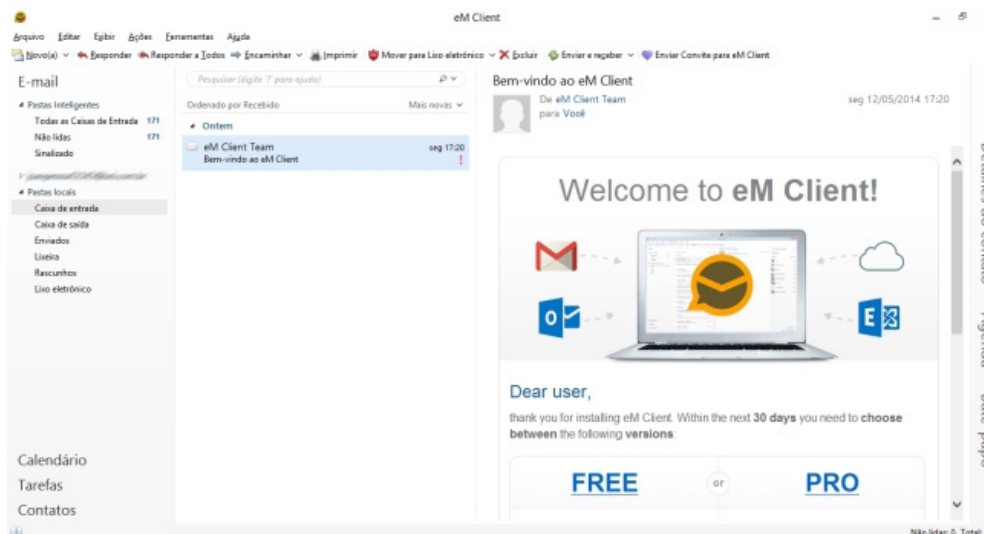 eM Client
Arquivo Editar Exibir Ações Ferramentas Ajuda
Novo(a) Responder Responder a Todos Encaminhar Imprimir Mover para Lixo eletrônico Excluir Enviar e receber Enviar Convite para eM Client
E-mail
Pastas Inteligentes
Todas as Caixas de Entrada 171
Não lidas 171
Sinalizado
Pastas locais
Caixa de entrada
Caixa de saída
Enviados
Lixeira
Rascunhos
Lixo eletrônico
Calendário
Tarefas
Contatos
Pesquisar (digite '?' para ajuda)
Ordenado por Recebido Mais novas
Ontem
eM Client Team seg 17:20
Bem-vindo ao eM Client !
Bem-vindo ao eM Client
De eM Client Team seg 12/05/2014 17:20
para Você
Welcome to eM Client!
Dear user,
thank you for installing eM Client. Within the next 30 days you need to choose
between the following versions:
FREE or PRO
Agenda
Bate-papo
Não lidas: 0, Total: